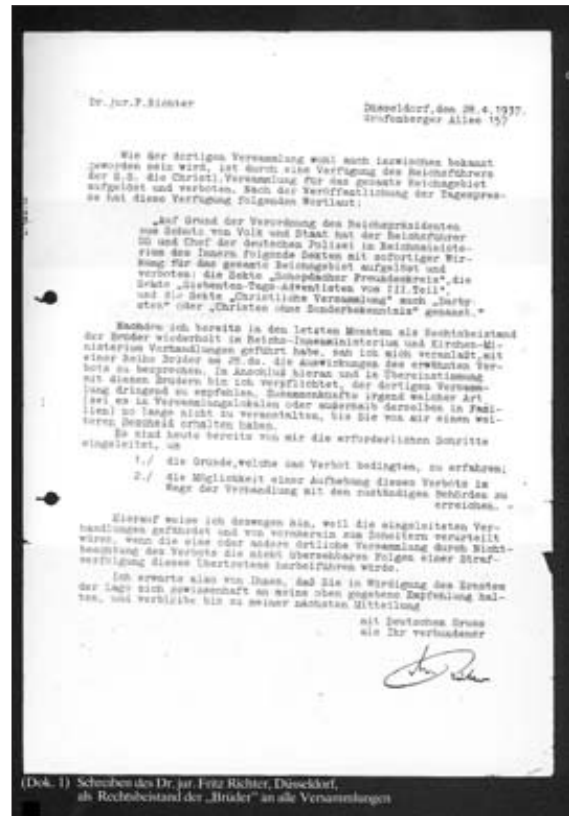 Dr.jur.F.Richter
Düsseldorf,den 28.4.1937.
Grafenberger Allee 157
Wie der dortigen Versammlung wohl auch inzwischen bekannt
geworden sein wird, ist durch eine Verfügung des Reichsführers
der S.S. die Christl.Versammlung für das gesamte Reichsgebiet
aufgelöst und verboten. Nach der Veröffentlichung der Tagespres-
se hat diese Verfügung folgenden Wortlaut:
„Auf Grund der Verordnung des Reichspräsidenten
zum Schutz von Volk und Staat hat der Reichsführer
SS und Chef der deutschen Polizei im Reichsministe-
rium des Innern folgende Sekten mit sofortiger Wir-
kung für das gesamte Reichsgebiet aufgelöst und
verboten: die Sekte „Schopdacher Freundeskreis",die
Sekte „Siebenten-Tags-Adventisten vom III.Teil",
und die Sekte „Christliche Versammlung" auch „Darby-
sten" oder „Christen ohne Sonderbekenntnis" genannt."
Nachdem ich bereits in den letzten Monaten als Rechtsbeistand
der Brüder wiederholt im Reichs-Innenministerium und Kirchen-Mi-
nisterium Verhandlungen geführt habe, sah ich mich veranlaßt,mit
einer Reihe Brüder am 25.ds. die Auswirkungen des erwähnten Ver-
bots zu besprechen. Im Anschluß hieran und in Übereinstimmung
mit diesen Brüdern bin ich verpflichtet, der dortigen Versamm-
lung dringend zu empfehlen, Zusammenkünfte irgend welcher Art
(sei es in Versammlungslokalen oder außerhalb derselben in Fami-
lien) so lange nicht zu veranstalten, bis Sie von mir einen wei-
teren Bescheid erhalten haben.
Es sind heute bereits von mir die erforderlichen Schritte
eingeleitet, um
1./ die Gründe,welche das Verbot bedingten, zu erfahren;
2./ die Möglichkeit einer Aufhebung dieses Verbots im
Wege der Verhandlung mit den zuständigen Behörden zu
erreichen. -
Hierauf weise ich deswegen hin, weil die eingeleiteten Ver-
handlungen gefährdet und von vornherein zum Scheitern verurteilt
wären, wenn die eine oder andere örtliche Versammlung durch Nicht-
beachtung des Verbots die nicht übersehbaren Folgen einer Straf-
verfolgung dieses Übertretens herbeiführen würde.
Ich erwarte also von Ihnen, daß Sie in Würdigung des Ernstes
der Lage sich gewissenhaft an meine oben gegebene Empfehlung hal-
ten, und verbleibe bis zu meiner nächsten Mitteilung
mit Deutschem Gruss
als Ihr verbundener
(Dok. 1) Schreiben des Dr. jur. Fritz Richter, Düsseldorf,
als Rechtsbeistand der „Brüder" an alle Versammlungen